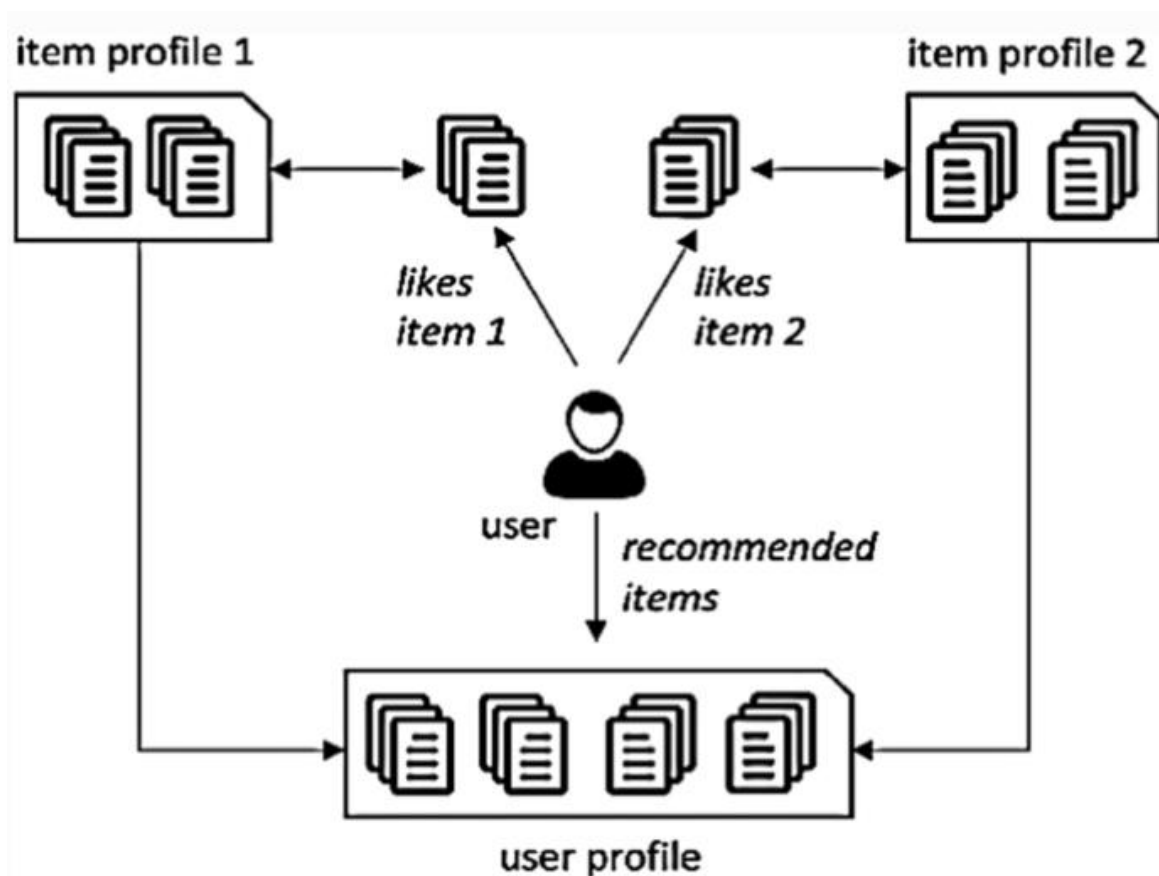 item profile 1
item profile 2
likes
item 1
likes
item 2
user
recommended
items
user profile